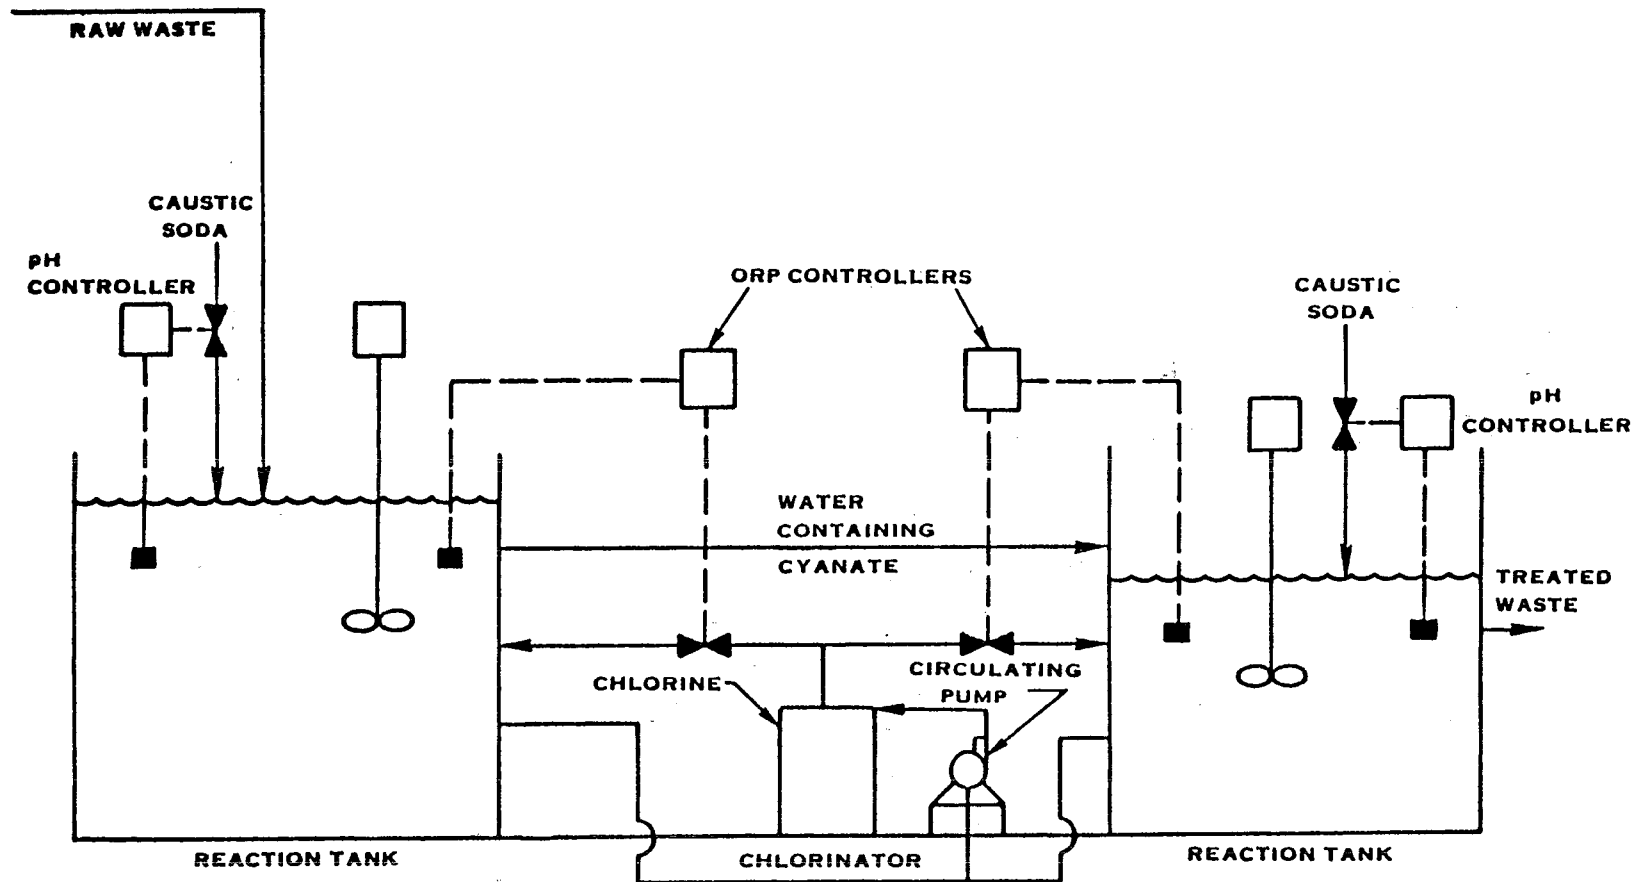 RAW WASTE
CAUSTIC
SODA
pH
CONTROLLER
ORP CONTROLLERS
CAUSTIC
SODA
pH
CONTROLLER
WATER
CONTAINING
CYANATE
TREATED
WASTE
CHLORINE
CIRCULATING
PUMP
REACTION TANK
CHLORINATOR
REACTION TANK